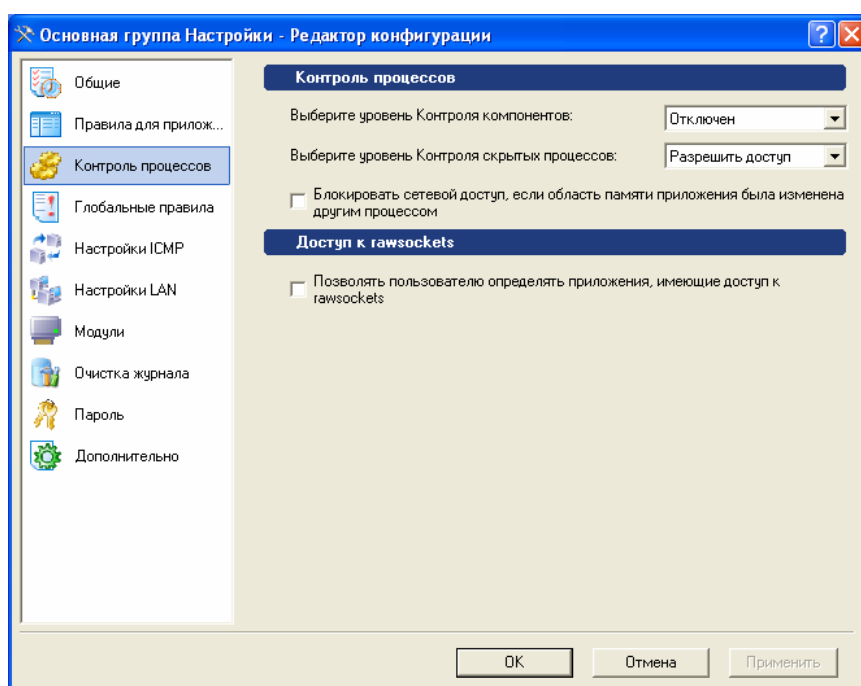 Основная группа Настройки - Редактор конфигурации
Общие
Правила для прилож...
Контроль процессов
Глобальные правила
Настройки ICMP
Настройки LAN
Модули
Очистка журнала
Пароль
Дополнительно
Контроль процессов
Выберите уровень Контроля компонентов:
Отключен
Выберите уровень Контроля скрытых процессов:
Разрешить доступ
Блокировать сетевой доступ, если область памяти приложения была изменена
другим процессом
Доступ к rawsockets
Позволять пользователю определять приложения, имеющие доступ к
rawsockets
OK
Отмена
Применить